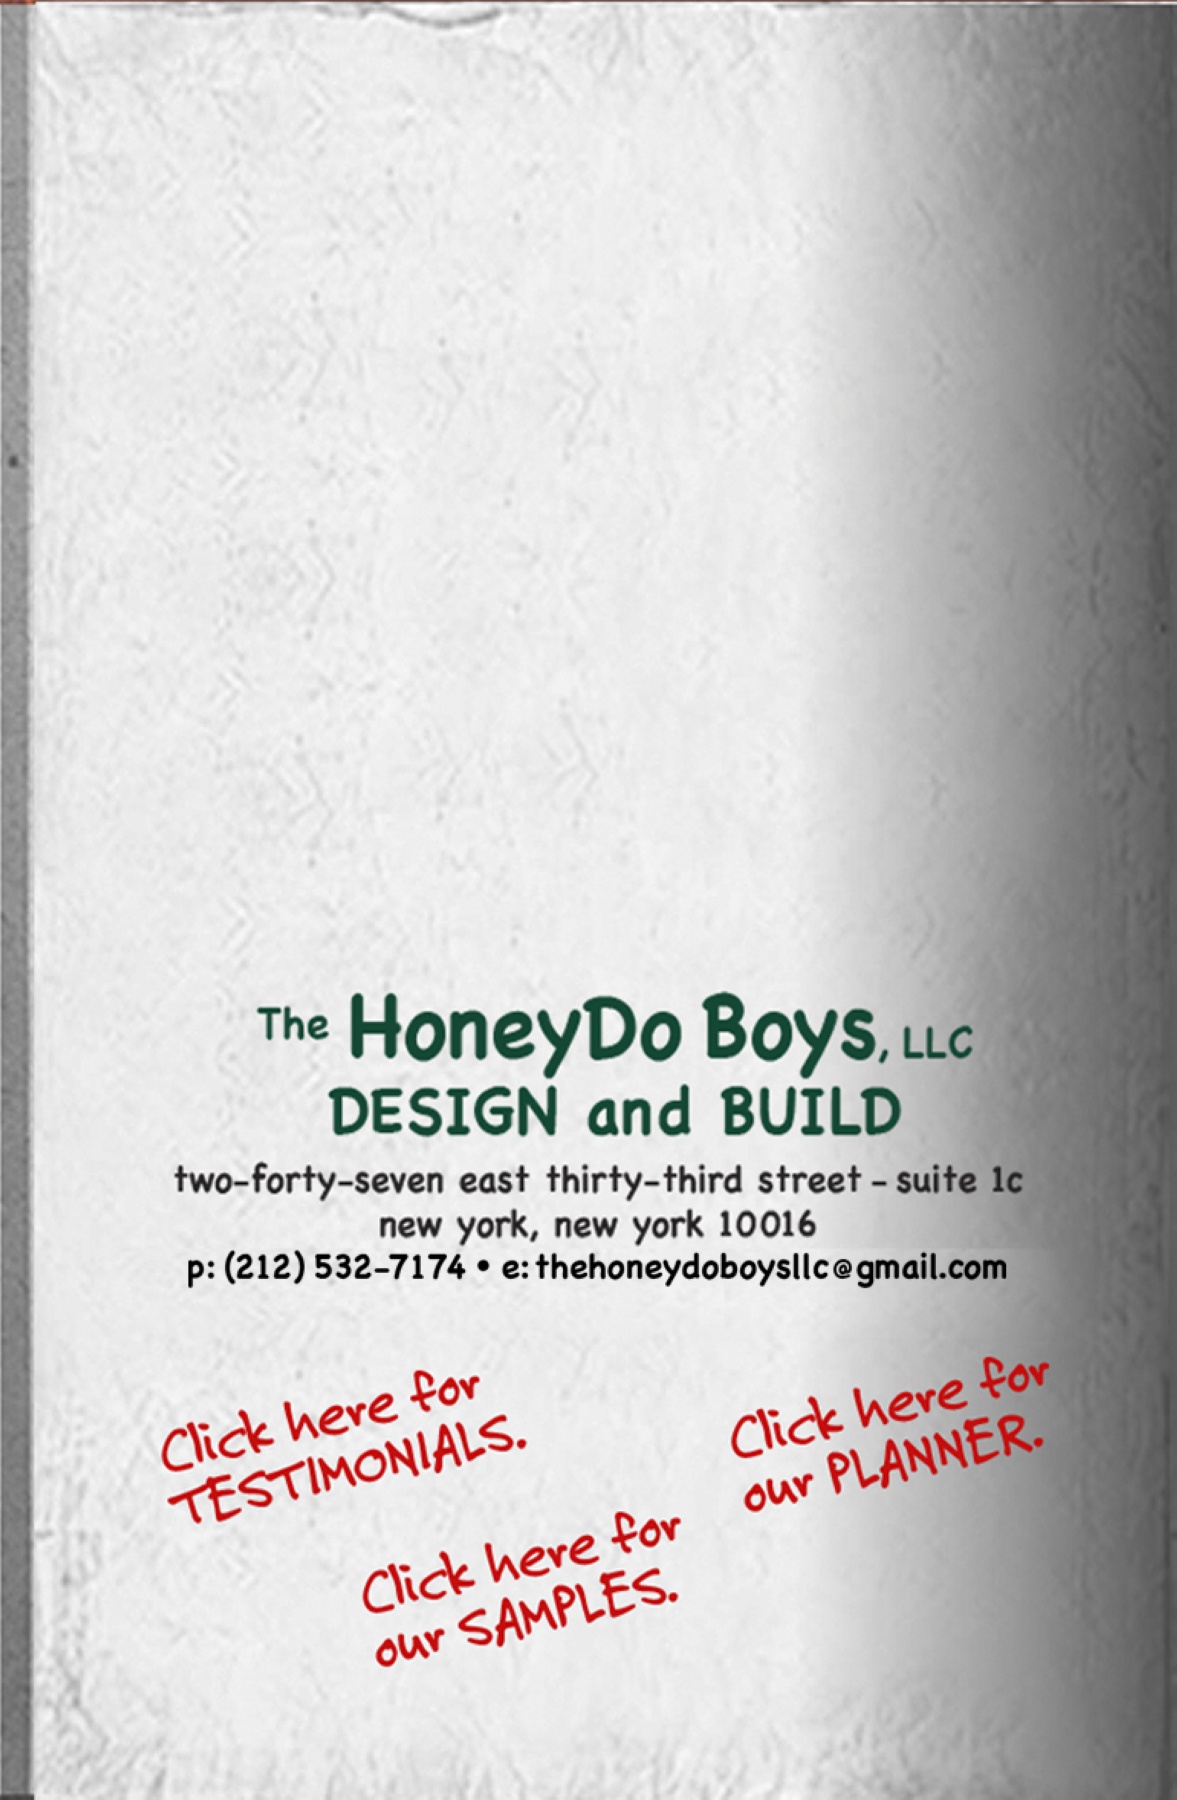 The HoneyDo Boys, LLC
DESIGN and BUILD
two-forty-seven east thirty-third street - suite 1c
new york, new york 10016
p: (212) 532-7174 • e: thehoneydoboysllc@gmail.com
Click here for
TESTIMONIALS.
Click here for
our PLANNER.
Click here for
our SAMPLES.